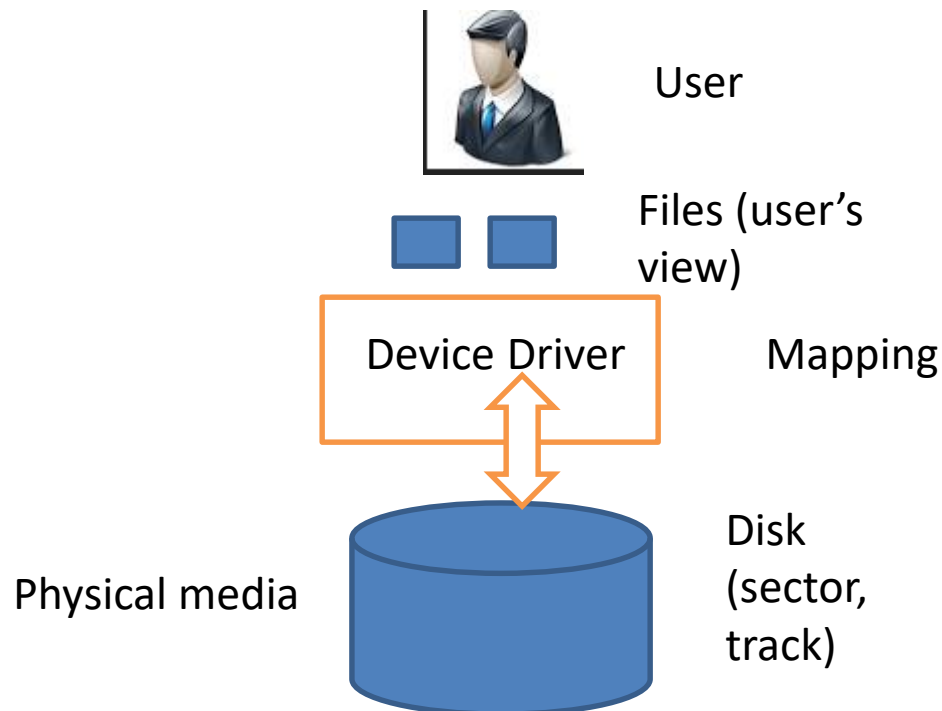 User
Files (user’s
view)
Device Driver
Mapping
Physical media
Disk
(sector,
track)